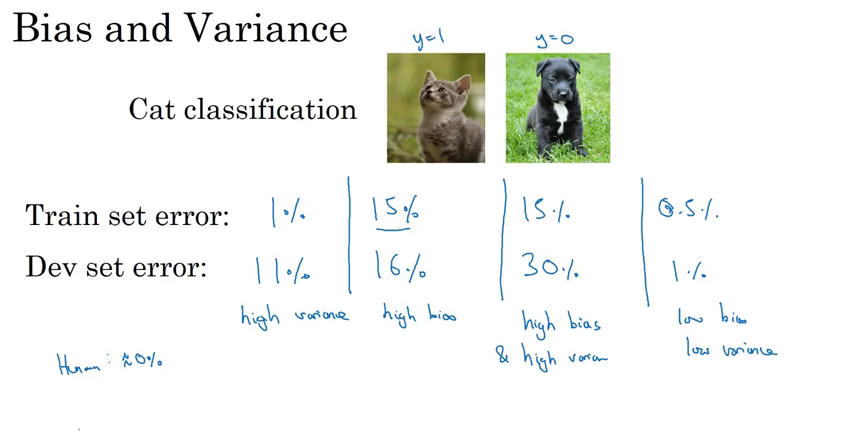 Bias and Variance
y=1 y=0
Cat classification
Train set error: 1% 15% 15% 0.5%
Dev set error: 11% 16% 30% 1%
high variance high bias high bias low bias
& high varian low variance
Human: ≈0%